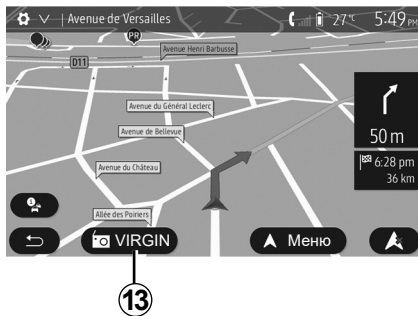 Avenue de Versailles 27 °C 5:49 PM
PR
Avenue Henri Barbusse
D11
Avenue du Général Leclerc
50 m
Avenue de Bellevue
6:28 pm
Avenue du Château
36 km
Allée des Poiriers
VIRGIN Меню
13